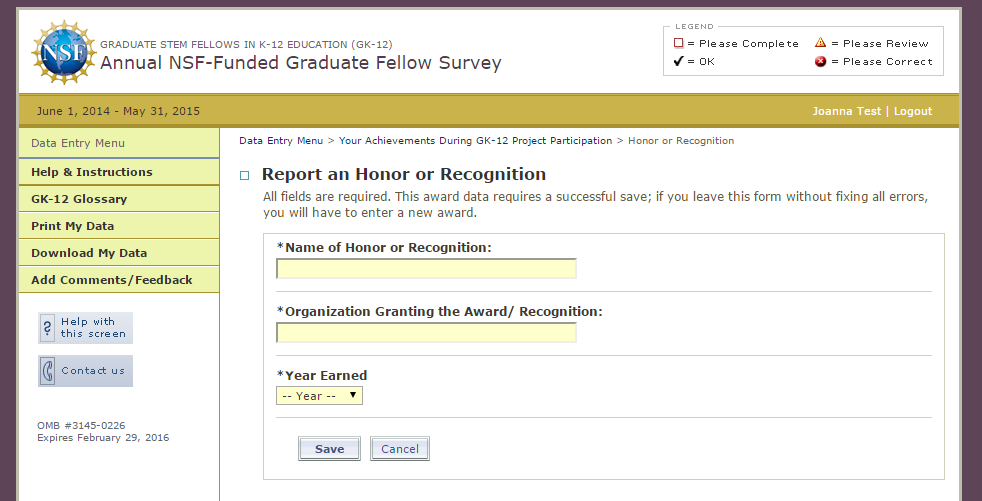 NSF
GRADUATE STEM FELLOWS IN K-12 EDUCATION (GK-12)
Annual NSF-Funded Graduate Fellow Survey
LEGEND
= Please Complete
= Please Review
= OK
= Please Correct
June 1, 2014 - May 31, 2015
Joanna Test | Logout
Data Entry Menu
Help & Instructions
GK-12 Glossary
Print My Data
Download My Data
Add Comments/Feedback
? Help with
this screen
Contact us
OMB #3145-0226
Expires February 29, 2016
Data Entry Menu > Your Achievements During GK-12 Project Participation > Honor or Recognition
Report an Honor or Recognition
All fields are required. This award data requires a successful save; if you leave this form without fixing all errors,
you will have to enter a new award.
*Name of Honor or Recognition:
*Organization Granting the Award/ Recognition:
*Year Earned
-- Year --
Save
Cancel